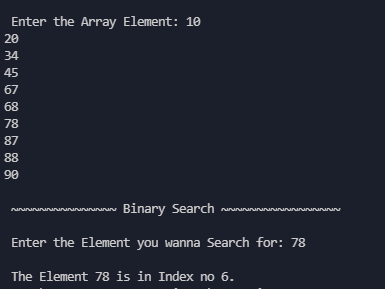 Enter the Array Element: 10
20
34
45
67
68
78
87
88
90
~~~~~~~~~~~~~~~ Binary Search ~~~~~~~~~~~~~~~~~
Enter the Element you wanna Search for: 78
The Element 78 is in Index no 6.